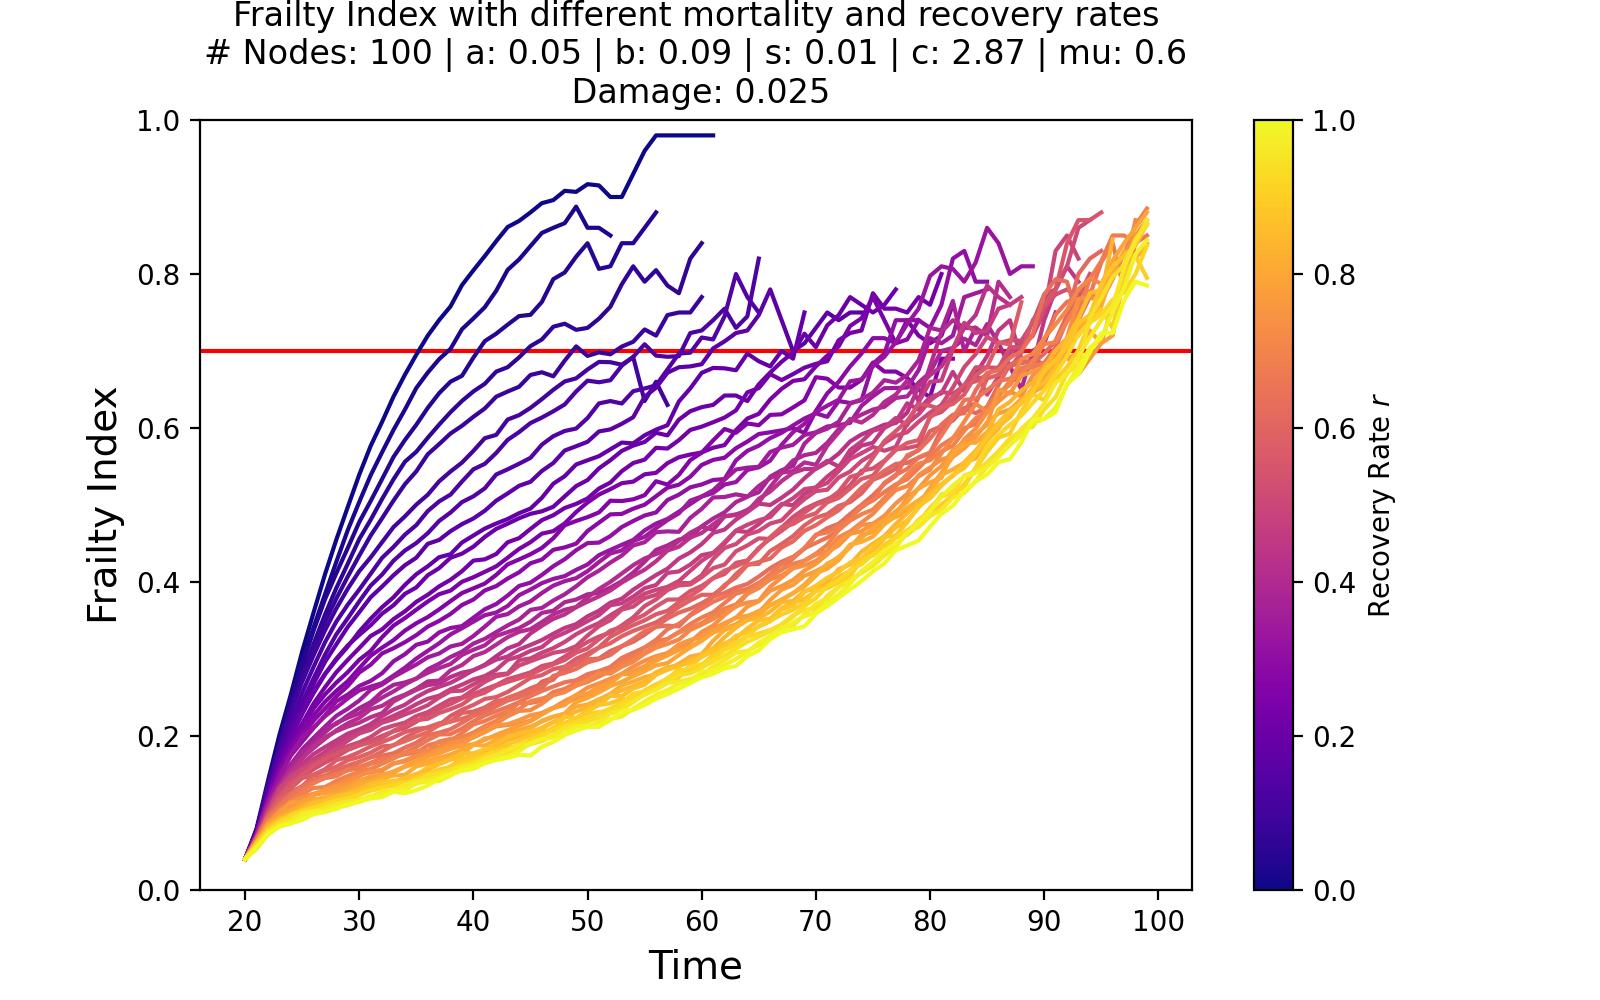 Frailty Index with different mortality and recovery rates
# Nodes: 100 | a: 0.05 | b: 0.09 | s: 0.01 | c: 2.87 | mu: 0.6
Damage: 0.025
1.0
0.8
0.6
0.4
0.2
0.0
Frailty Index
20 30 40 50 60 70 80 90 100
Time
1.0
0.8
0.6
0.4
0.2
0.0
Recovery Rate r